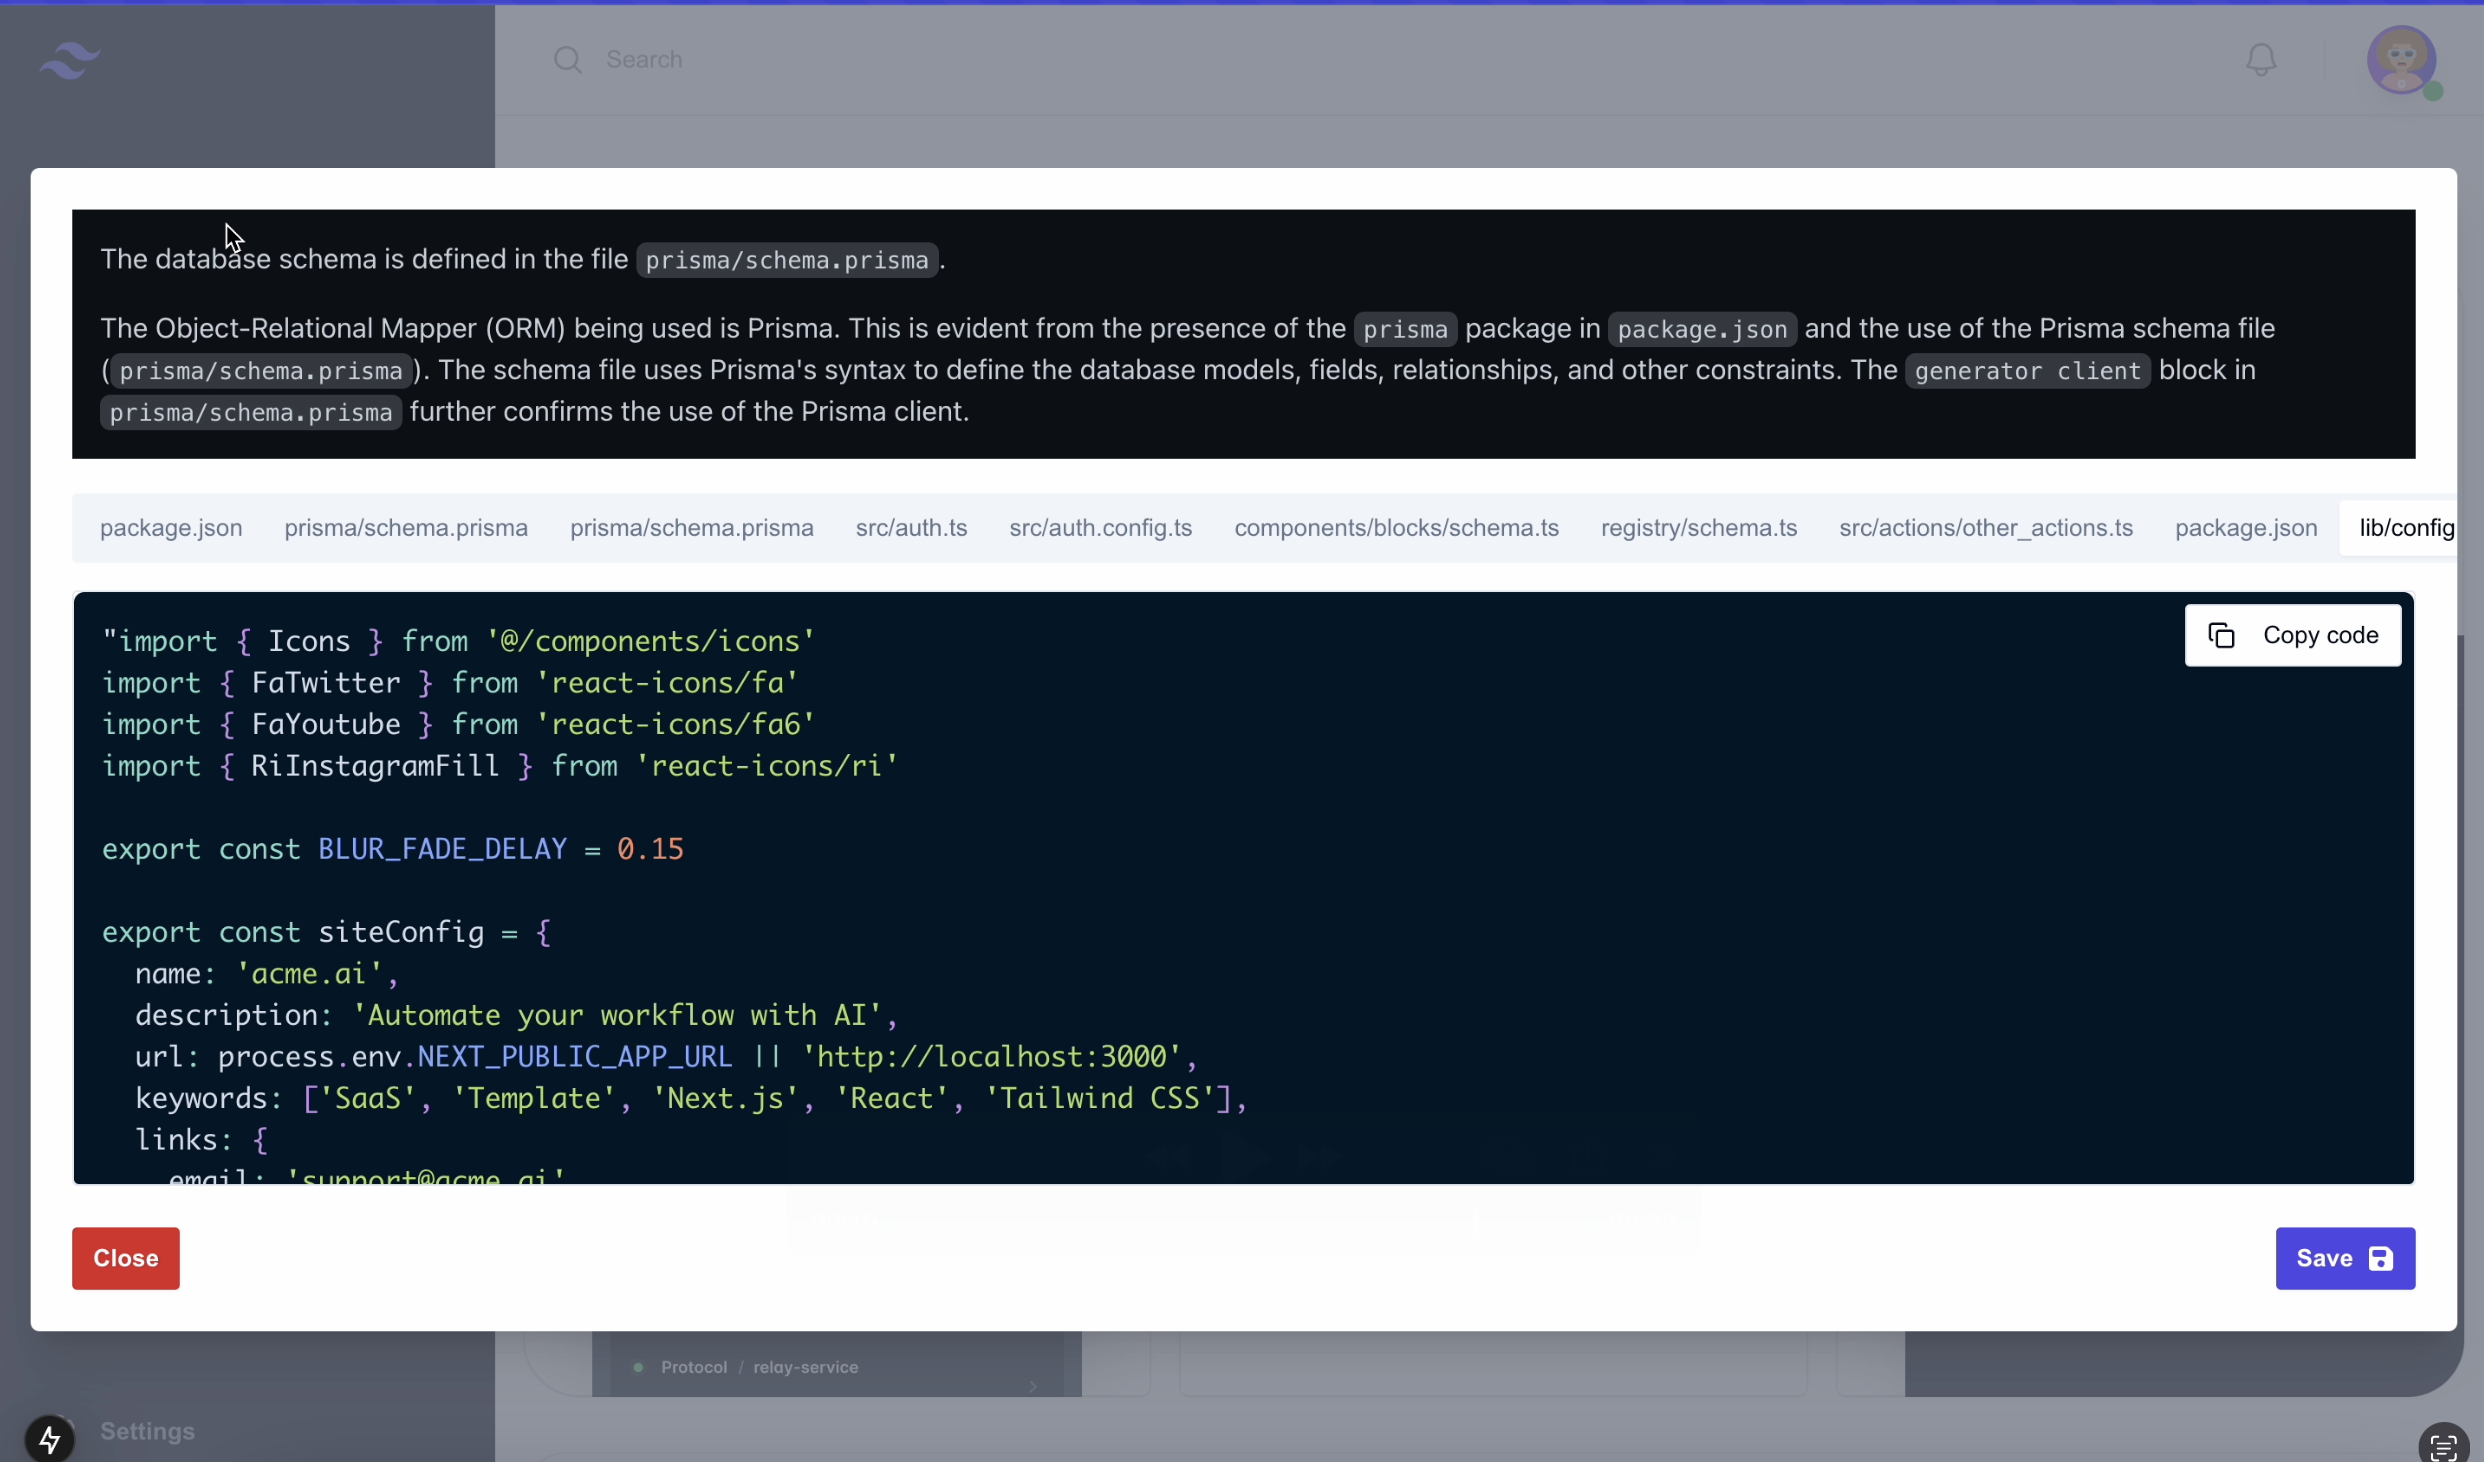 Search
The database schema is defined in the file prisma/schema.prisma.
The Object-Relational Mapper (ORM) being used is Prisma. This is evident from the presence of the prisma package in package.json and the use of the Prisma schema file
(prisma/schema.prisma). The schema file uses Prisma's syntax to define the database models, fields, relationships, and other constraints. The generator client block in
prisma/schema.prisma further confirms the use of the Prisma client.
package.json prisma/schema.prisma prisma/schema.prisma src/auth.ts src/auth.config.ts components/blocks/schema.ts registry/schema.ts src/actions/other_actions.ts package.json lib/config
Copy code
"import { Icons } from '@/components/icons'
import { FaTwitter } from 'react-icons/fa'
import { FaYoutube } from 'react-icons/fa6'
import { RiInstagramFill } from 'react-icons/ri'
export const BLUR_FADE_DELAY = 0.15
export const siteConfig = {
name: 'acme.ai',
description: 'Automate your workflow with AI',
url: process.env.NEXT_PUBLIC_APP_URL || 'http://localhost:3000',
keywords: ['SaaS', 'Template', 'Next.js', 'React', 'Tailwind CSS'],
links: {
email: 'support@acme.ai'
Close
Save
Protocol / relay-service
Settings